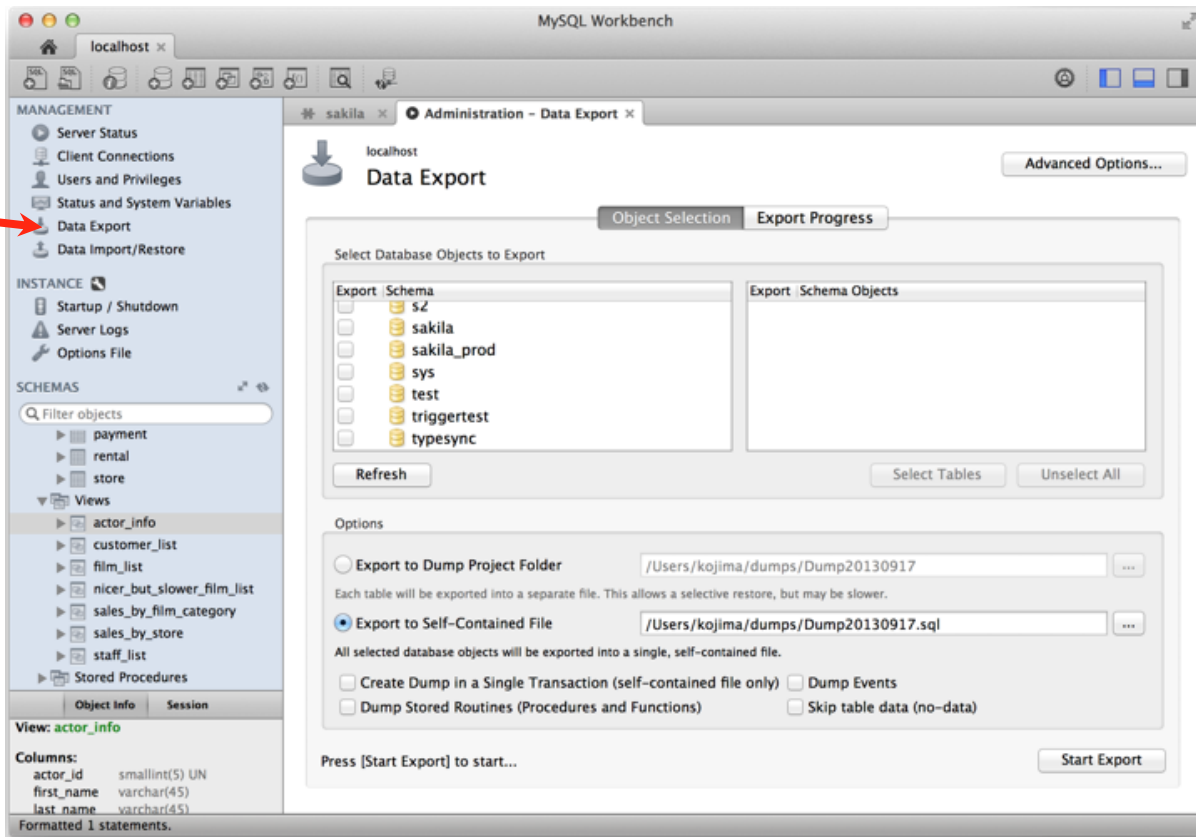 MySQL Workbench
localhost
MANAGEMENT
Server Status
Client Connections
Users and Privileges
Status and System Variables
Data Export
Data Import/Restore
INSTANCE
Startup / Shutdown
Server Logs
Options File
SCHEMAS
Filter objects
payment
rental
store
Views
actor_info
customer_list
film_list
nicer_but_slower_film_list
sales_by_film_category
sales_by_store
staff_list
Stored Procedures
Object Info Session
View: actor_info
Columns:
actor_id smallint(5) UN
first_name varchar(45)
last_name varchar(45)
sakila Administration - Data Export
localhost
Data Export
Advanced Options...
Object Selection Export Progress
Select Database Objects to Export
Export Schema
s2
sakila
sakila_prod
sys
test
triggertest
typesync
Export Schema Objects
Refresh Select Tables Unselect All
Options
Export to Dump Project Folder /Users/kojima/dumps/Dump20130917 ...
Each table will be exported into a separate file. This allows a selective restore, but may be slower.
Export to Self-Contained File /Users/kojima/dumps/Dump20130917.sql ...
All selected database objects will be exported into a single, self-contained file.
Create Dump in a Single Transaction (self-contained file only) Dump Events
Dump Stored Routines (Procedures and Functions) Skip table data (no-data)
Press [Start Export] to start... Start Export
Formatted 1 statements.